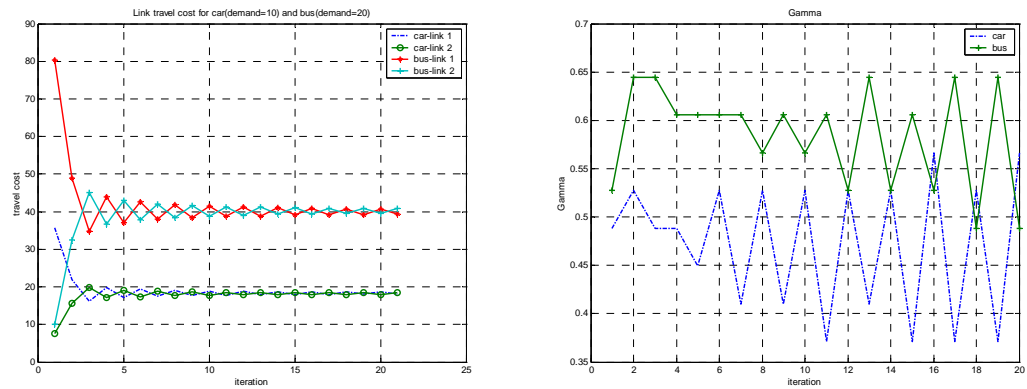 Link travel cost for car(demand=10) and bus(demand=20)
90
80
70
60
50
40
30
20
10
0
travel cost
0 5 10 15 20 25
iteration
car-link 1
car-link 2
bus-link 1
bus-link 2
Gamma
0.7
0.65
0.6
0.55
0.5
0.45
0.4
0.35
Gamma
0 2 4 6 8 10 12 14 16 18 20
iteration
car
bus